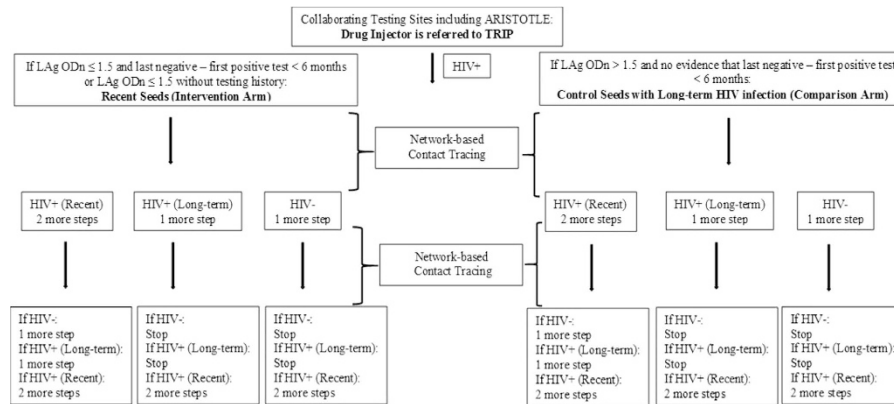 Collaborating Testing Sites including ARISTOTLE:
Drug Injector is referred to TRIP
If LAg ODn ≤ 1.5 and last negative – first positive test < 6 months
or LAg ODn ≤ 1.5 without testing history:
Recent Seeds (Intervention Arm)
HIV+
If LAg ODn > 1.5 and no evidence that last negative – first positive test
< 6 months:
Control Seeds with Long-term HIV infection (Comparison Arm)
Network-based
Contact Tracing
HIV+ (Recent)
2 more steps
HIV+ (Long-term)
1 more step
HIV-
1 more step
HIV+ (Recent)
2 more steps
HIV+ (Long-term)
1 more step
HIV-
1 more step
Network-based
Contact Tracing
If HIV-:
1 more step
If HIV+ (Long-term):
1 more step
If HIV+ (Recent):
2 more steps
If HIV-:
Stop
If HIV+ (Long-term):
Stop
If HIV+ (Recent):
2 more steps
If HIV-:
Stop
If HIV+ (Long-term):
Stop
If HIV+ (Recent):
2 more steps
If HIV-:
1 more step
If HIV+ (Long-term):
1 more step
If HIV+ (Recent):
2 more steps
If HIV-:
Stop
If HIV+ (Long-term):
Stop
If HIV+ (Recent):
2 more steps
If HIV-:
Stop
If HIV+ (Long-term):
Stop
If HIV+ (Recent):
2 more steps